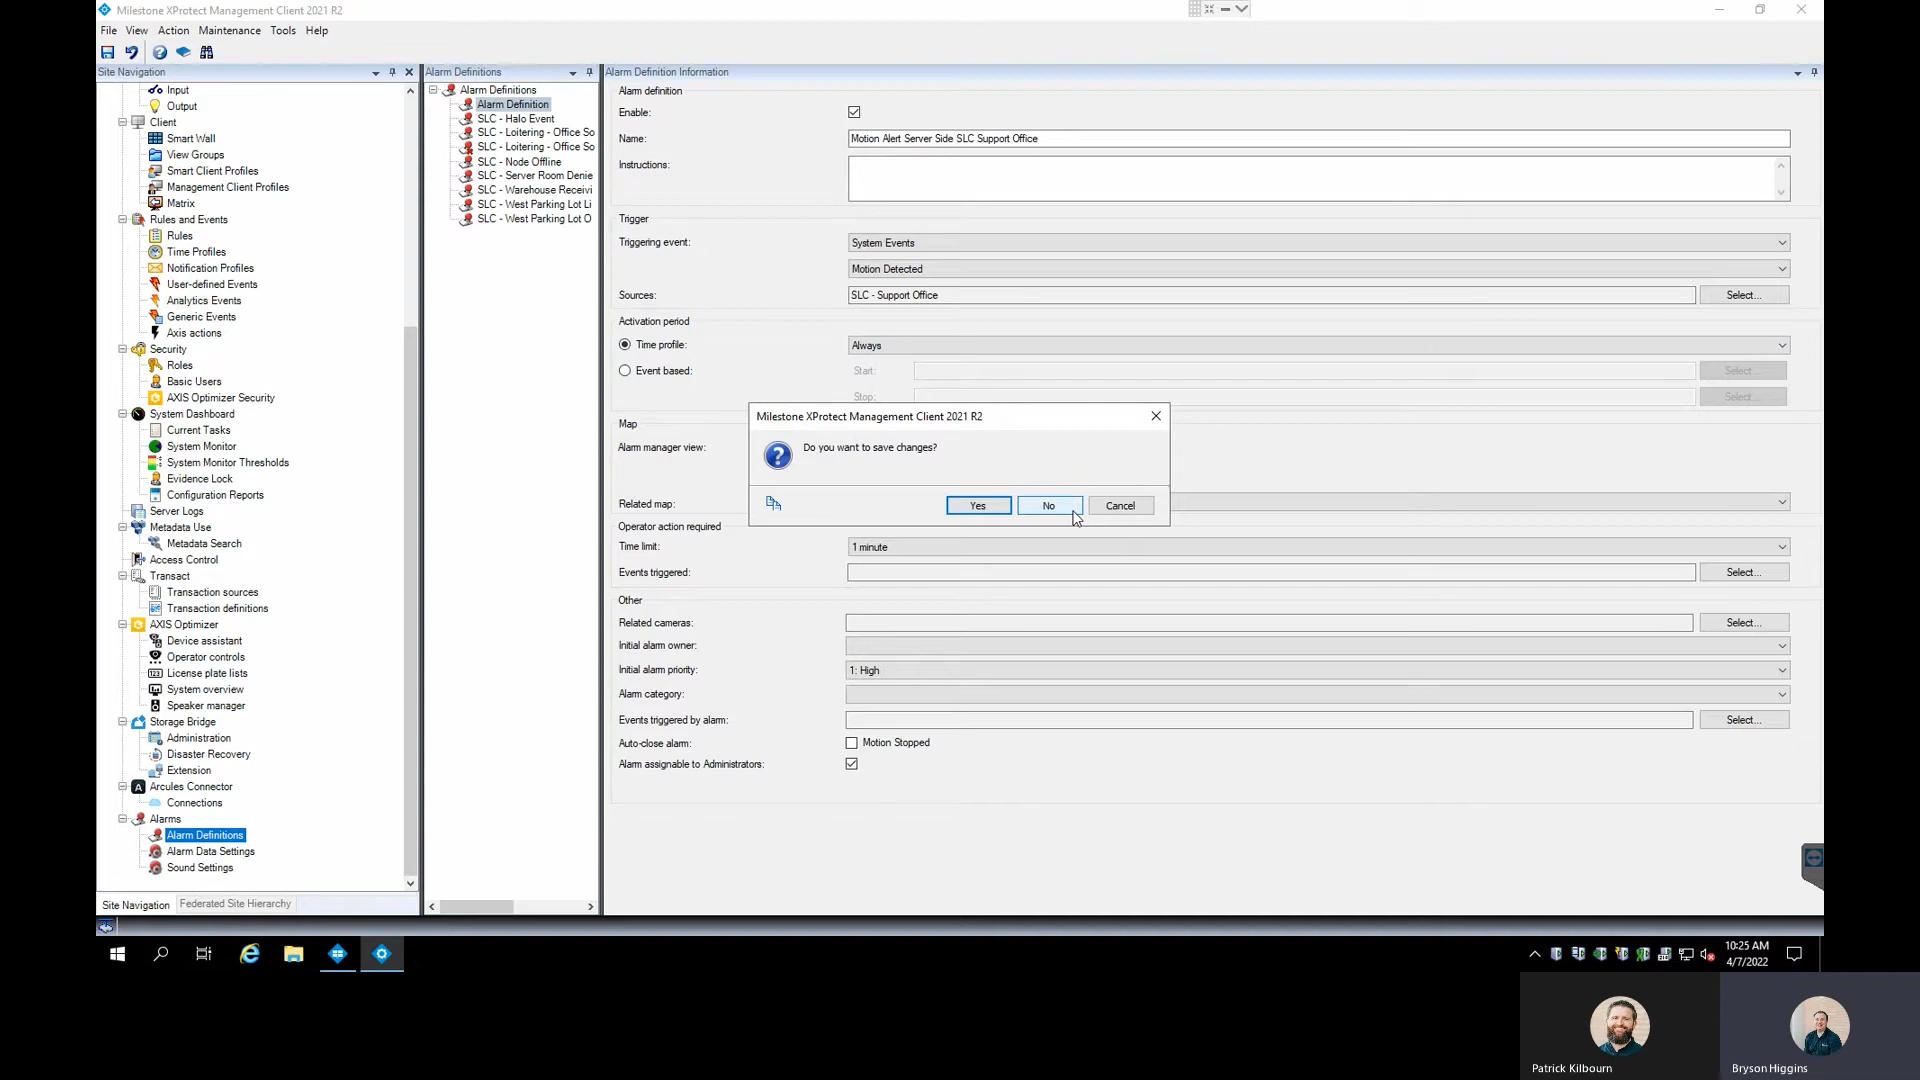 Milestone XProtect Management Client 2021 R2
File View Action Maintenance Tools Help
Site Navigation
Input
Output
Client
Smart Wall
View Groups
Smart Client Profiles
Management Client Profiles
Matrix
Rules and Events
Rules
Time Profiles
Notification Profiles
User-defined Events
Analytics Events
Generic Events
Axis actions
Security
Roles
Basic Users
AXIS Optimizer Security
System Dashboard
Current Tasks
System Monitor
System Monitor Thresholds
Evidence Lock
Configuration Reports
Server Logs
Metadata Use
Metadata Search
Access Control
Transact
Transaction sources
Transaction definitions
AXIS Optimizer
Device assistant
Operator controls
License plate lists
System overview
Speaker manager
Storage Bridge
Administration
Disaster Recovery
Extension
Arcules Connector
Connections
Alarms
Alarm Definitions
Alarm Data Settings
Sound Settings
Site Navigation Federated Site Hierarchy
Alarm Definitions
Alarm Definitions
Alarm Definition
SLC - Halo Event
SLC - Loitering - Office So
SLC - Loitering - Office So
SLC - Node Offline
SLC - Server Room Denie
SLC - Warehouse Receivi
SLC - West Parking Lot Li
SLC - West Parking Lot O
Alarm Definition Information
Alarm definition
Enable:
Name: Motion Alert Server Side SLC Support Office
Instructions:
Trigger
Triggering event: System Events
Motion Detected
Sources: SLC - Support Office Select...
Activation period
Time profile: Always
Event based: Start: Select...
Stop: Select...
Map
Alarm manager view:
Related map:
Milestone XProtect Management Client 2021 R2
Do you want to save changes?
Yes No Cancel
Operator action required
Time limit: 1 minute
Events triggered: Select...
Other
Related cameras: Select...
Initial alarm owner:
Initial alarm priority: 1: High
Alarm category:
Events triggered by alarm: Select...
Auto-close alarm: Motion Stopped
Alarm assignable to Administrators:
10:25 AM
4/7/2022
Patrick Kilbourn
Bryson Higgins